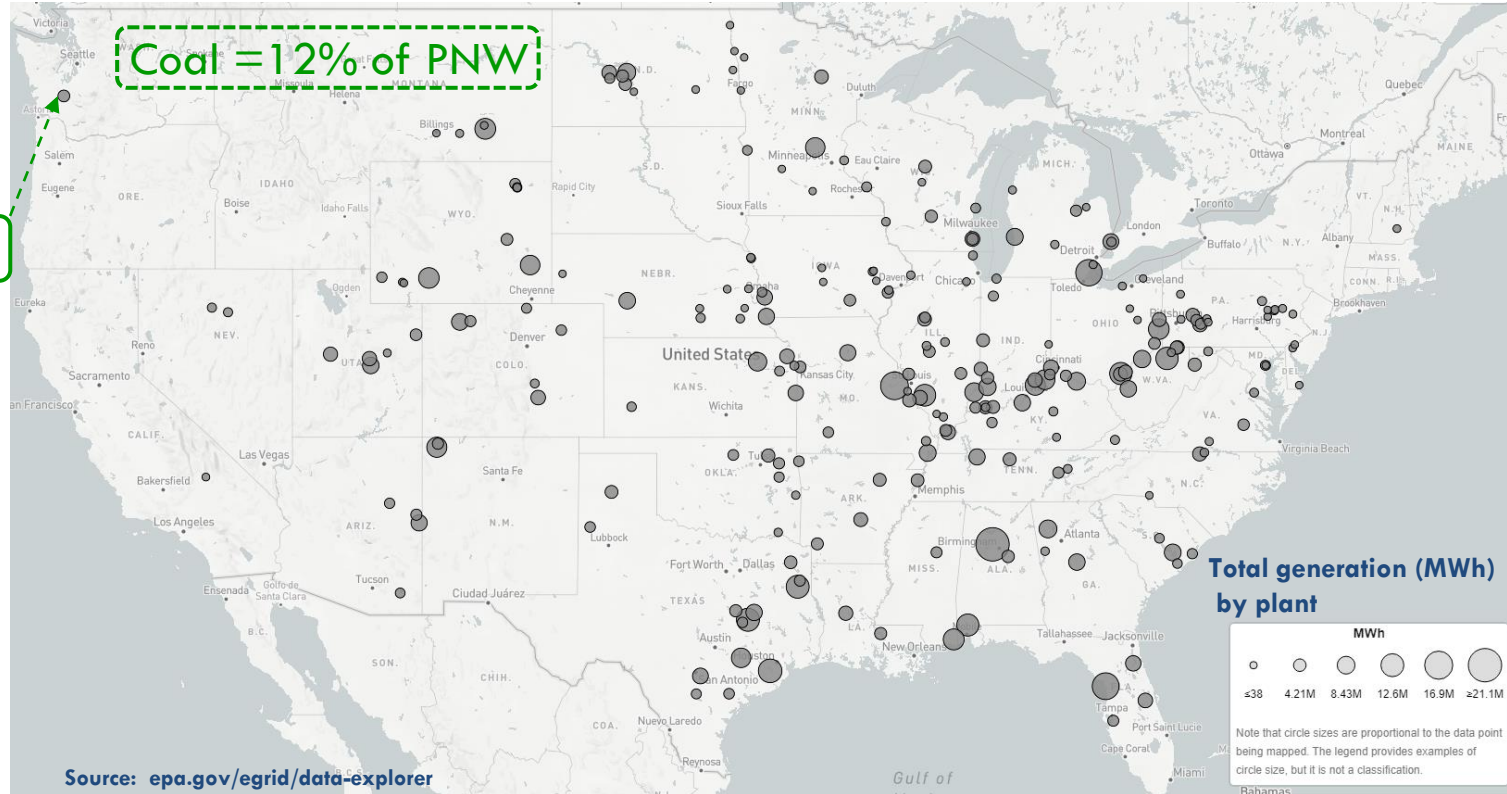 Coal =12% of PNW
Victoria
Seattle
Spokane
Missoula
Helena
MONTANA
Billings
N.D.
Fargo
Duluth
MINN.
Quebec
Montreal
MAINE
Ottawa
Salem
Eugene
ORE.
Boise
IDAHO
Idaho Falls
WYO.
S.D.
Rapid City
Sioux Falls
Minneapolis
Eau Claire
MICH.
Toronto
VT.
N.H.
Albany
N.Y.
MASS.
CONN.
R.I.
Milwaukee
London
Detroit
Buffalo
Eureka
Ogden
Cheyenne
NEBR.
Omaha
IOWA
Davenport
Toledo
Cleveland
PA.
Pittsburgh
Harrisburg
Brookhaven
N.J.
NEV.
Reno
Sacramento
UTAH
Denver
COLO.
United States
KANS.
Kansas City
MO.
ILL.
IND.
OHIO
Cincinnati
W.VA.
MD.
DEL.
VA.
San Francisco
CALIF.
Las Vegas
Wichita
KY.
Virginia Beach
Bakersfield
Santa Fe
OKLA.
TENN.
N.C.
Memphis
Los Angeles
ARIZ.
N.M.
Lubbock
ARK.
Birmingham
Atlanta
Fort Worth
Dallas
MISS.
ALA.
GA.
Ensenada
Golfo de
Santa Clara
Tucson
Ciudad Juárez
TEXAS
LA.
Austin
New Orleans
Tallahassee
Jacksonville
B.C.
SON.
CHIH.
San Antonio
COA.
Nuevo Laredo
Reynosa
Tampa
Port Saint Lucie
Cape Coral
Miami
Gulf of
Bahamas
Total generation (MWh)
by plant
MWh
≤38 4.21M 8.43M 12.6M 16.9M ≥21.1M
Note that circle sizes are proportional to the data point
being mapped. The legend provides examples of
circle size, but it is not a classification.
Source: epa.gov/egrid/data-explorer